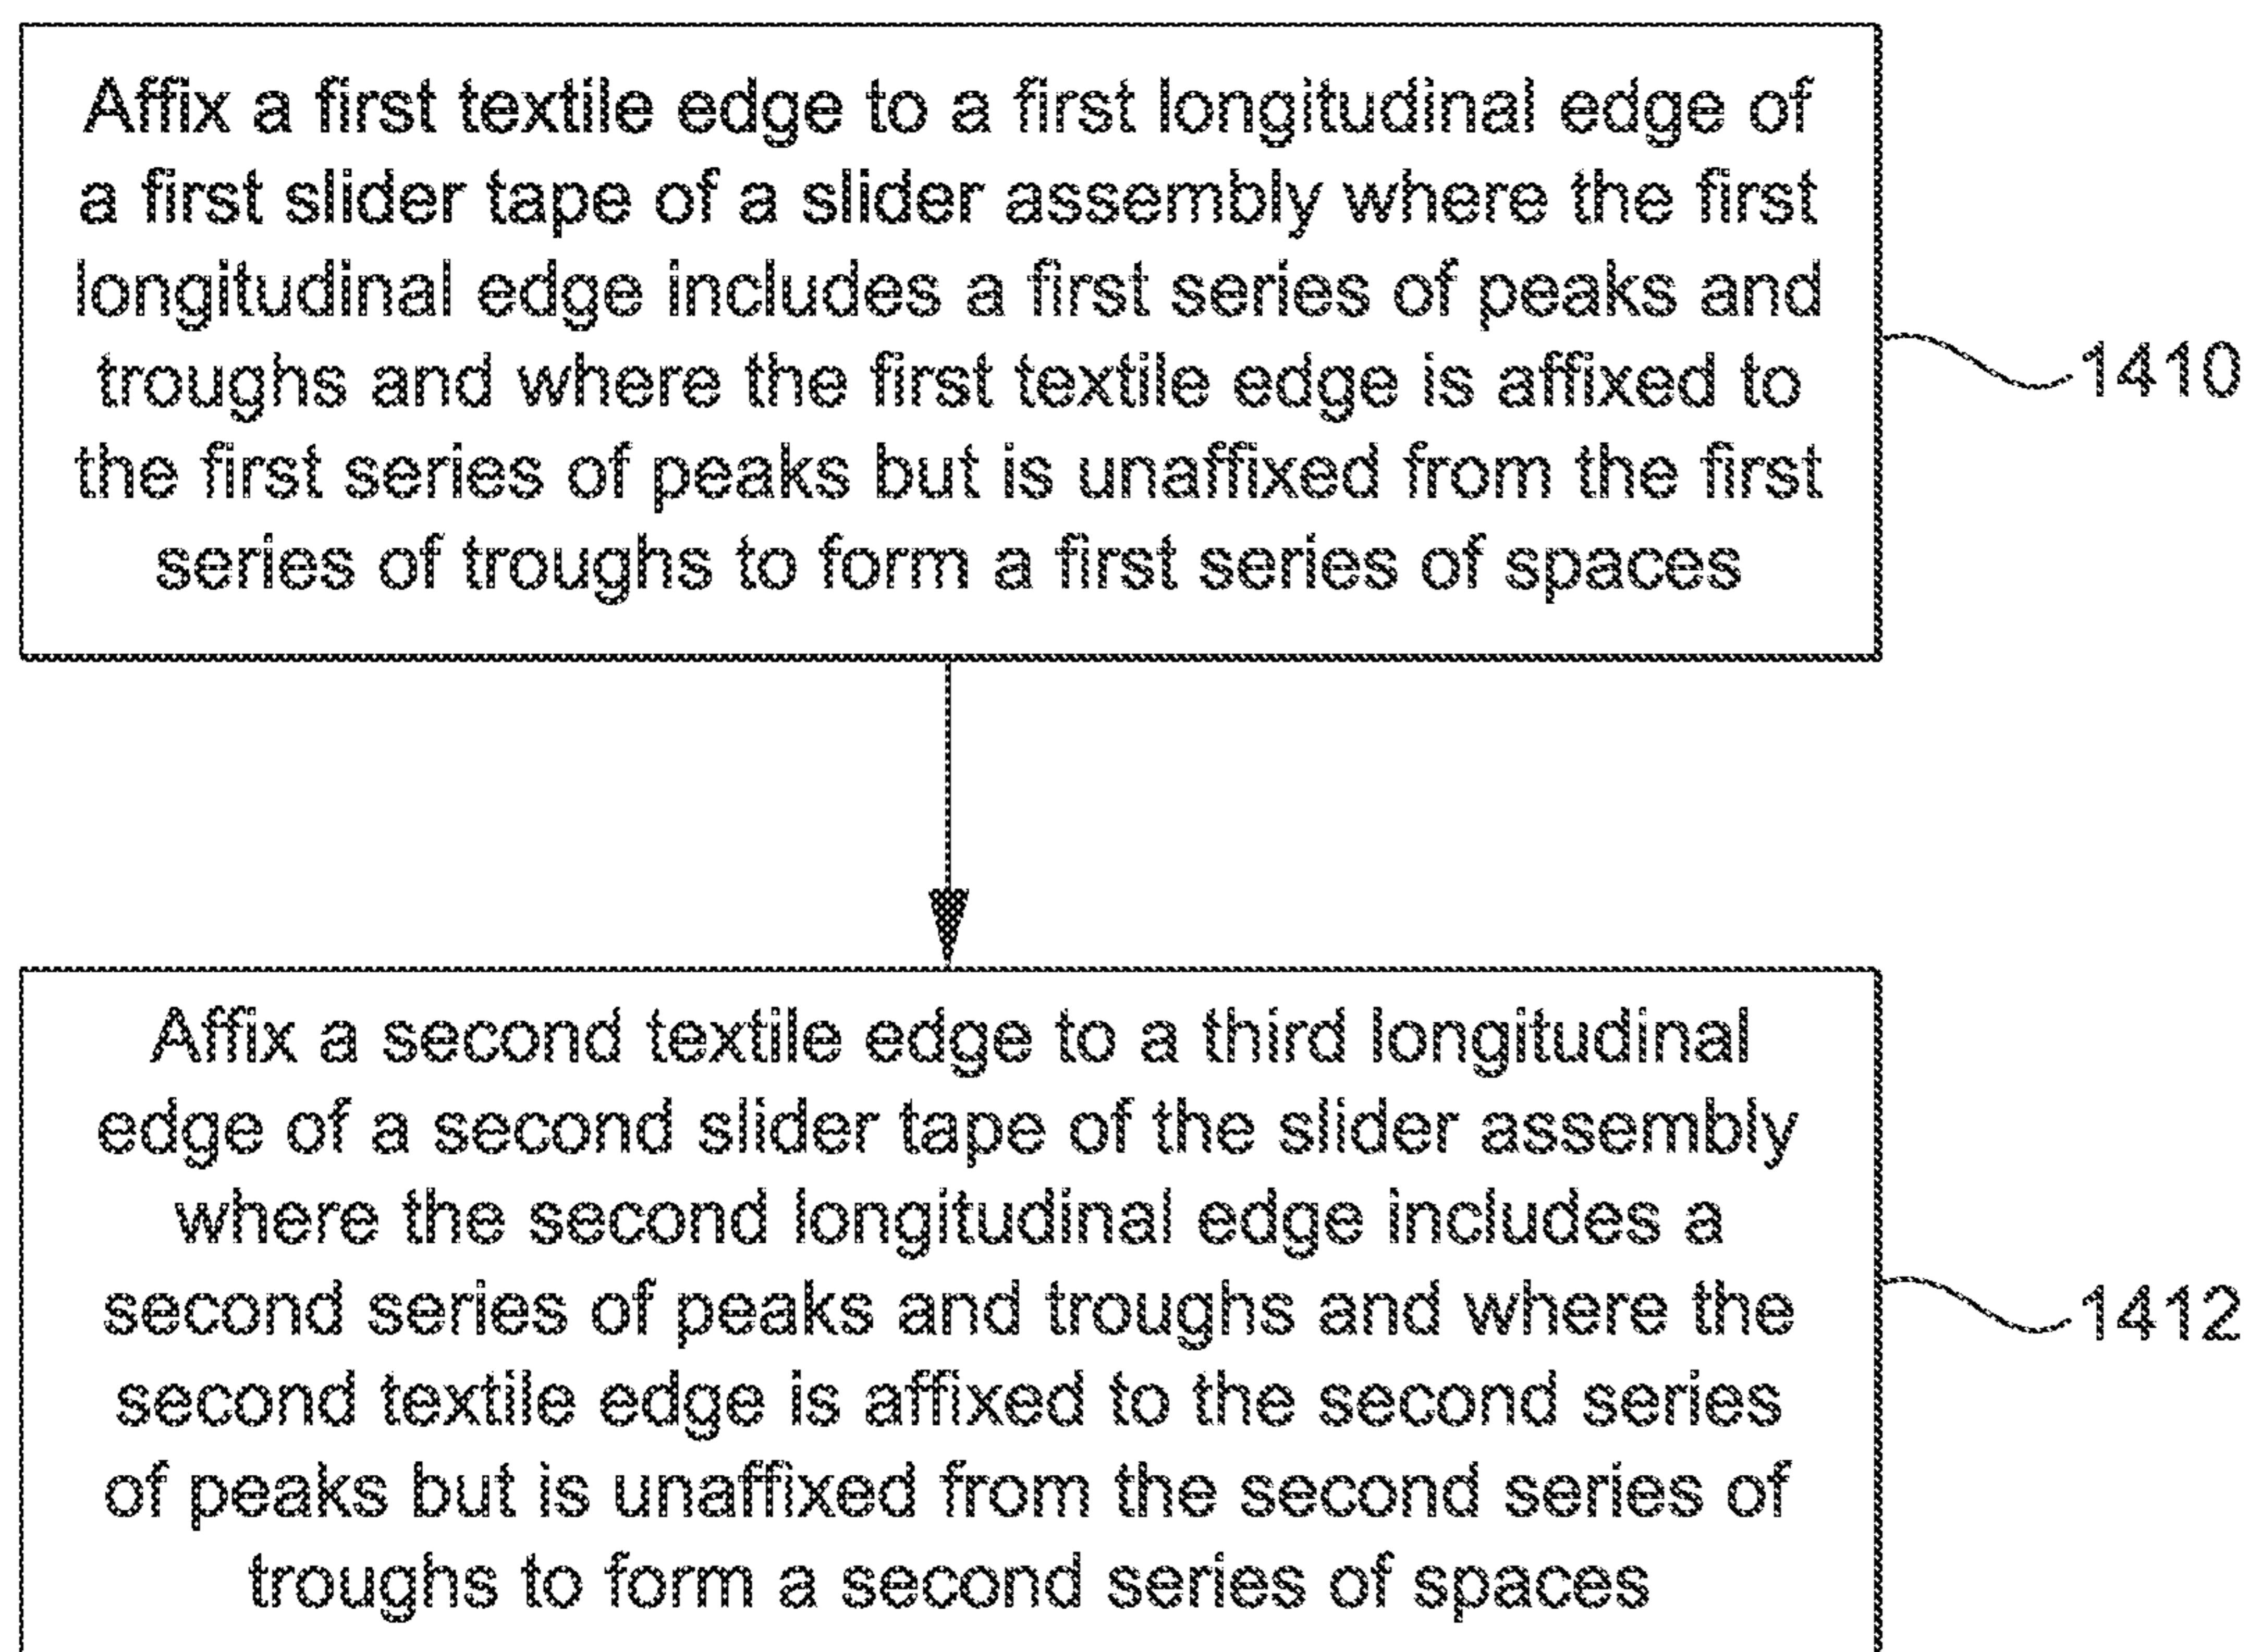 Affix a first textile edge to a first longitudinal edge of
a first slider tape of a slider assembly where the first
longitudinal edge includes a first series of peaks and
troughs and where the first textile edge is affixed to
the first series of peaks but is unaffixed from the first
series of troughs to form a first series of spaces
1410
Affix a second textile edge to a third longitudinal
edge of a second slider tape of the slider assembly
where the second longitudinal edge includes a
second series of peaks and troughs and where the
second textile edge is affixed to the second series
of peaks but is unaffixed from the second series of
troughs to form a second series of spaces
1412